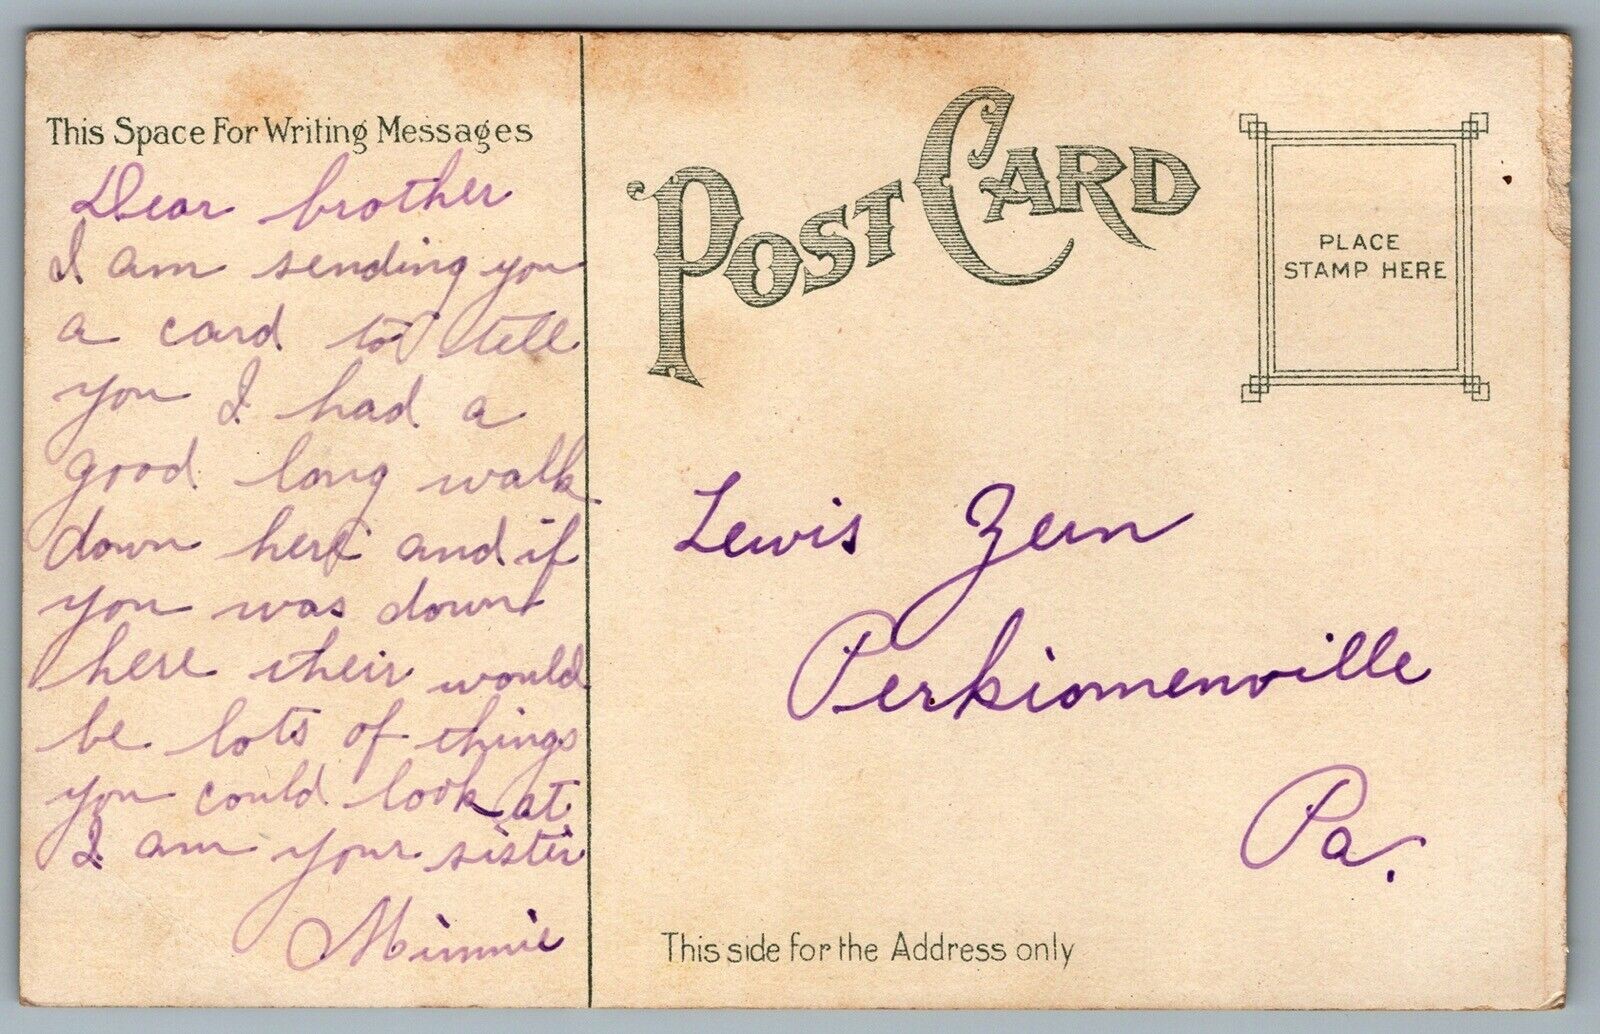 This Space For Writing Messages
Dear brother
I am sending you
a card to tell
you I had a
good long walk
down here and if
you was down
here their would
be lots of things
you could look at
I am your sister
Minnie
POST CARD
PLACE
STAMP HERE
Lewis Zern
Perkiomenville
Pa.
This side for the Address only